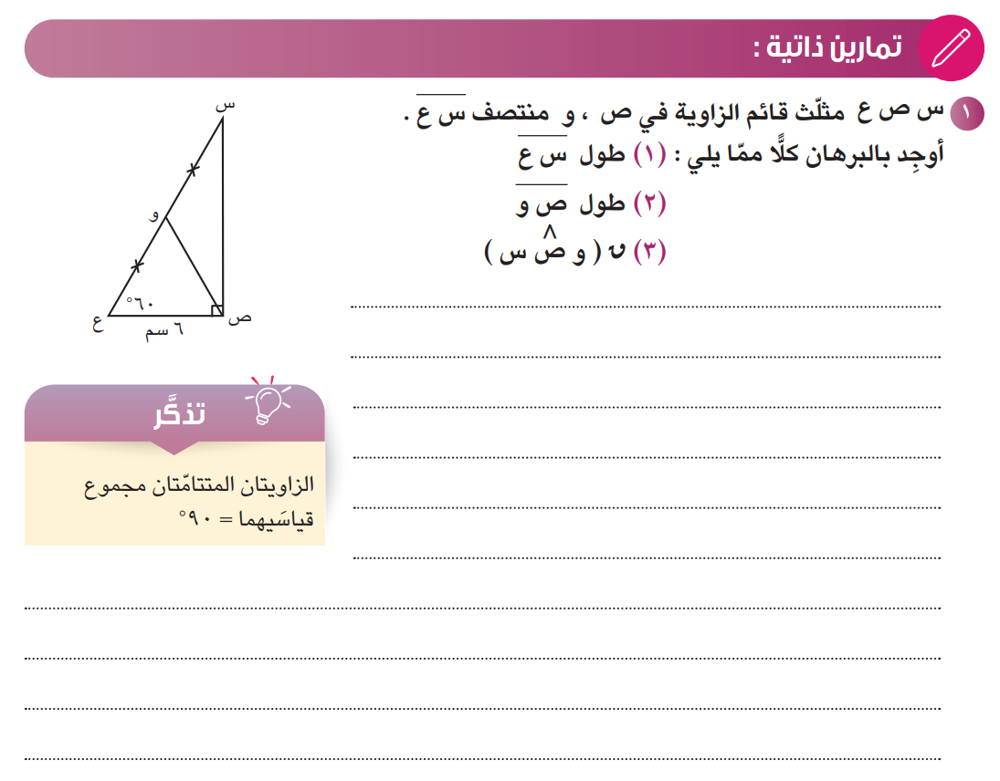 تمارين ذاتية :
١ س ص ع مثلّث قائم الزاوية في ص ، و منتصف س ع .
أوجِد بالبرهان كلًّا ممّا يلي : (١) طول س ع
(٢) طول ص و
(٣) ق ( و ص س )
س
و
٦٠°
ع
ص
٦ سم
تذكَّر
الزاويتان المتتامّتان مجموع
قياسَيهما = ٩٠°